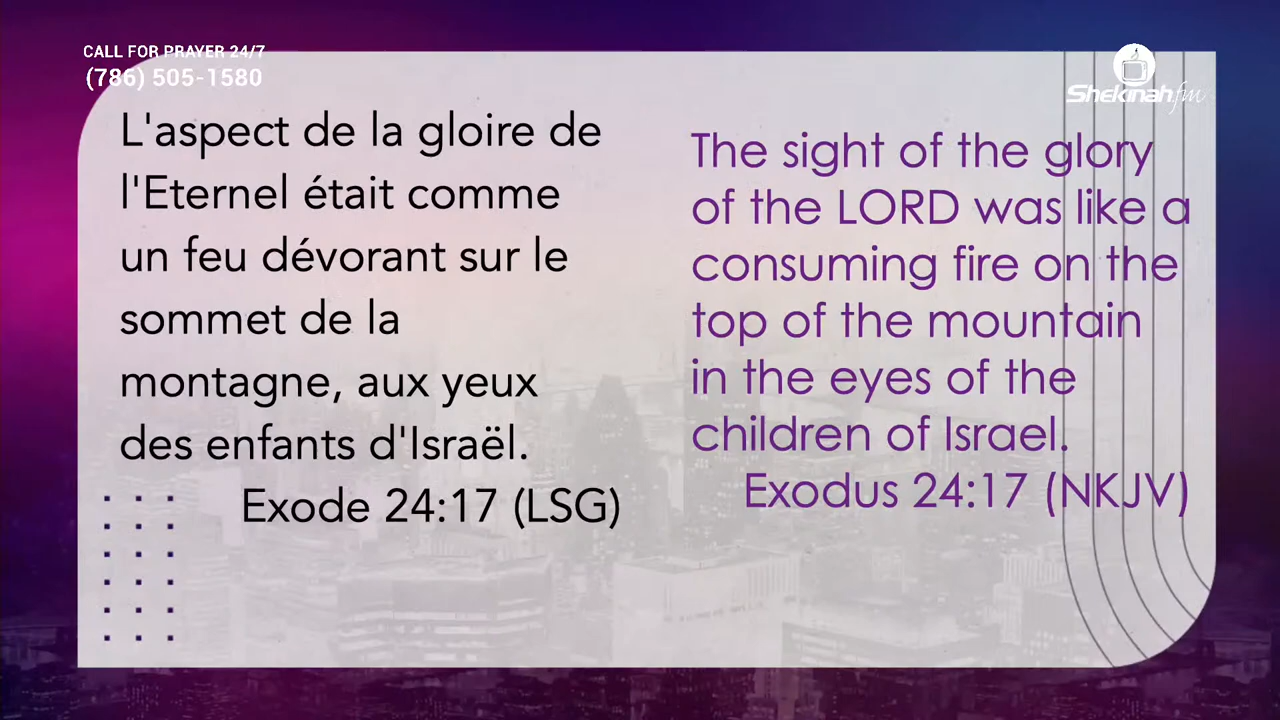 CALL FOR PRAYER 24/7
(786) 505-1580
Shekinah.fm
L'aspect de la gloire de
l'Eternel était comme
un feu dévorant sur le
sommet de la
montagne, aux yeux
des enfants d'Israël.
Exode 24:17 (LSG)
The sight of the glory
of the LORD was like a
consuming fire on the
top of the mountain
in the eyes of the
children of Israel.
Exodus 24:17 (NKJV)